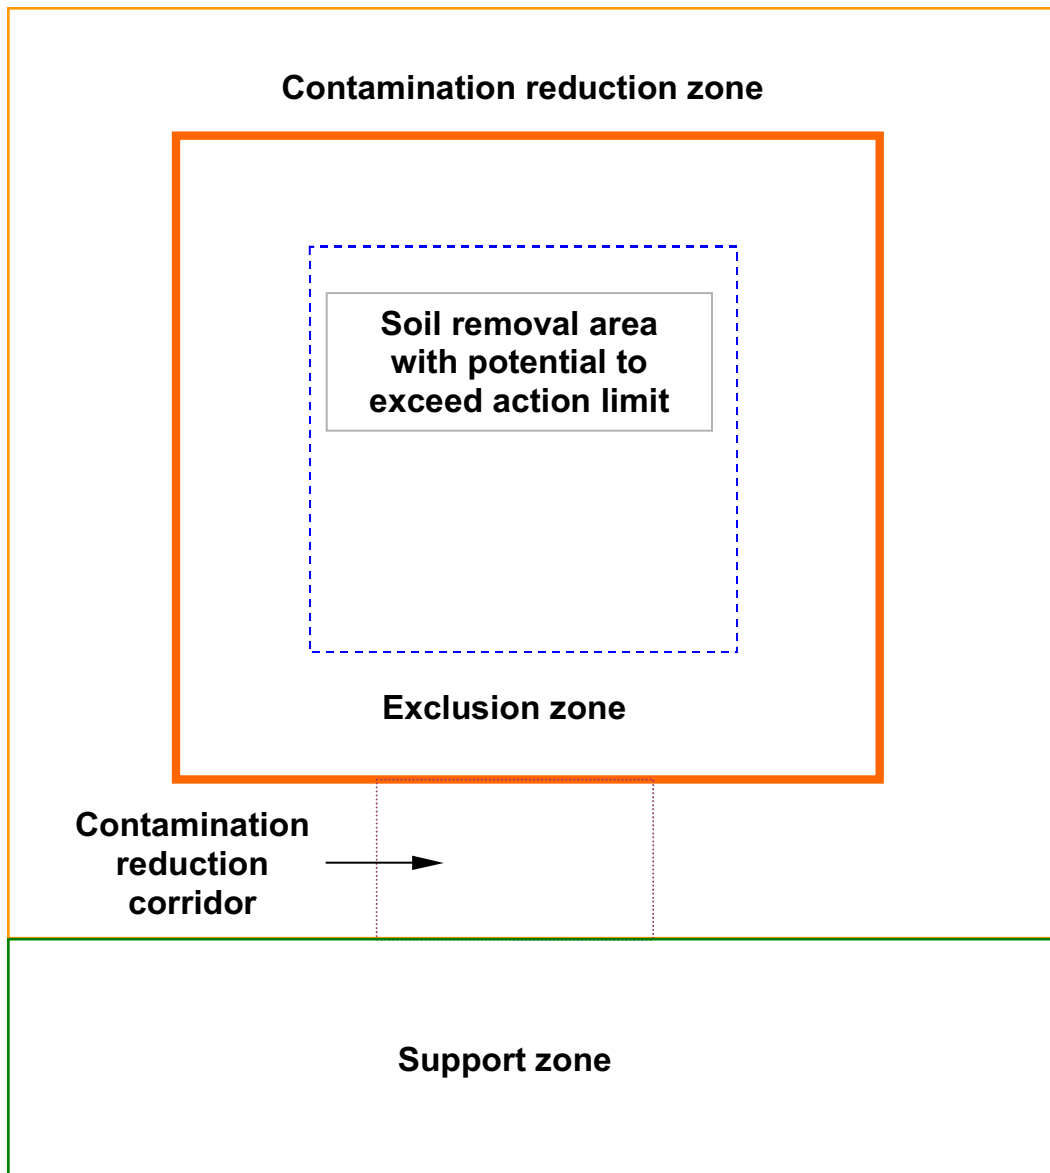 Contamination reduction zone
Soil removal area
with potential to
exceed action limit
Exclusion zone
Contamination
reduction
corridor
Support zone